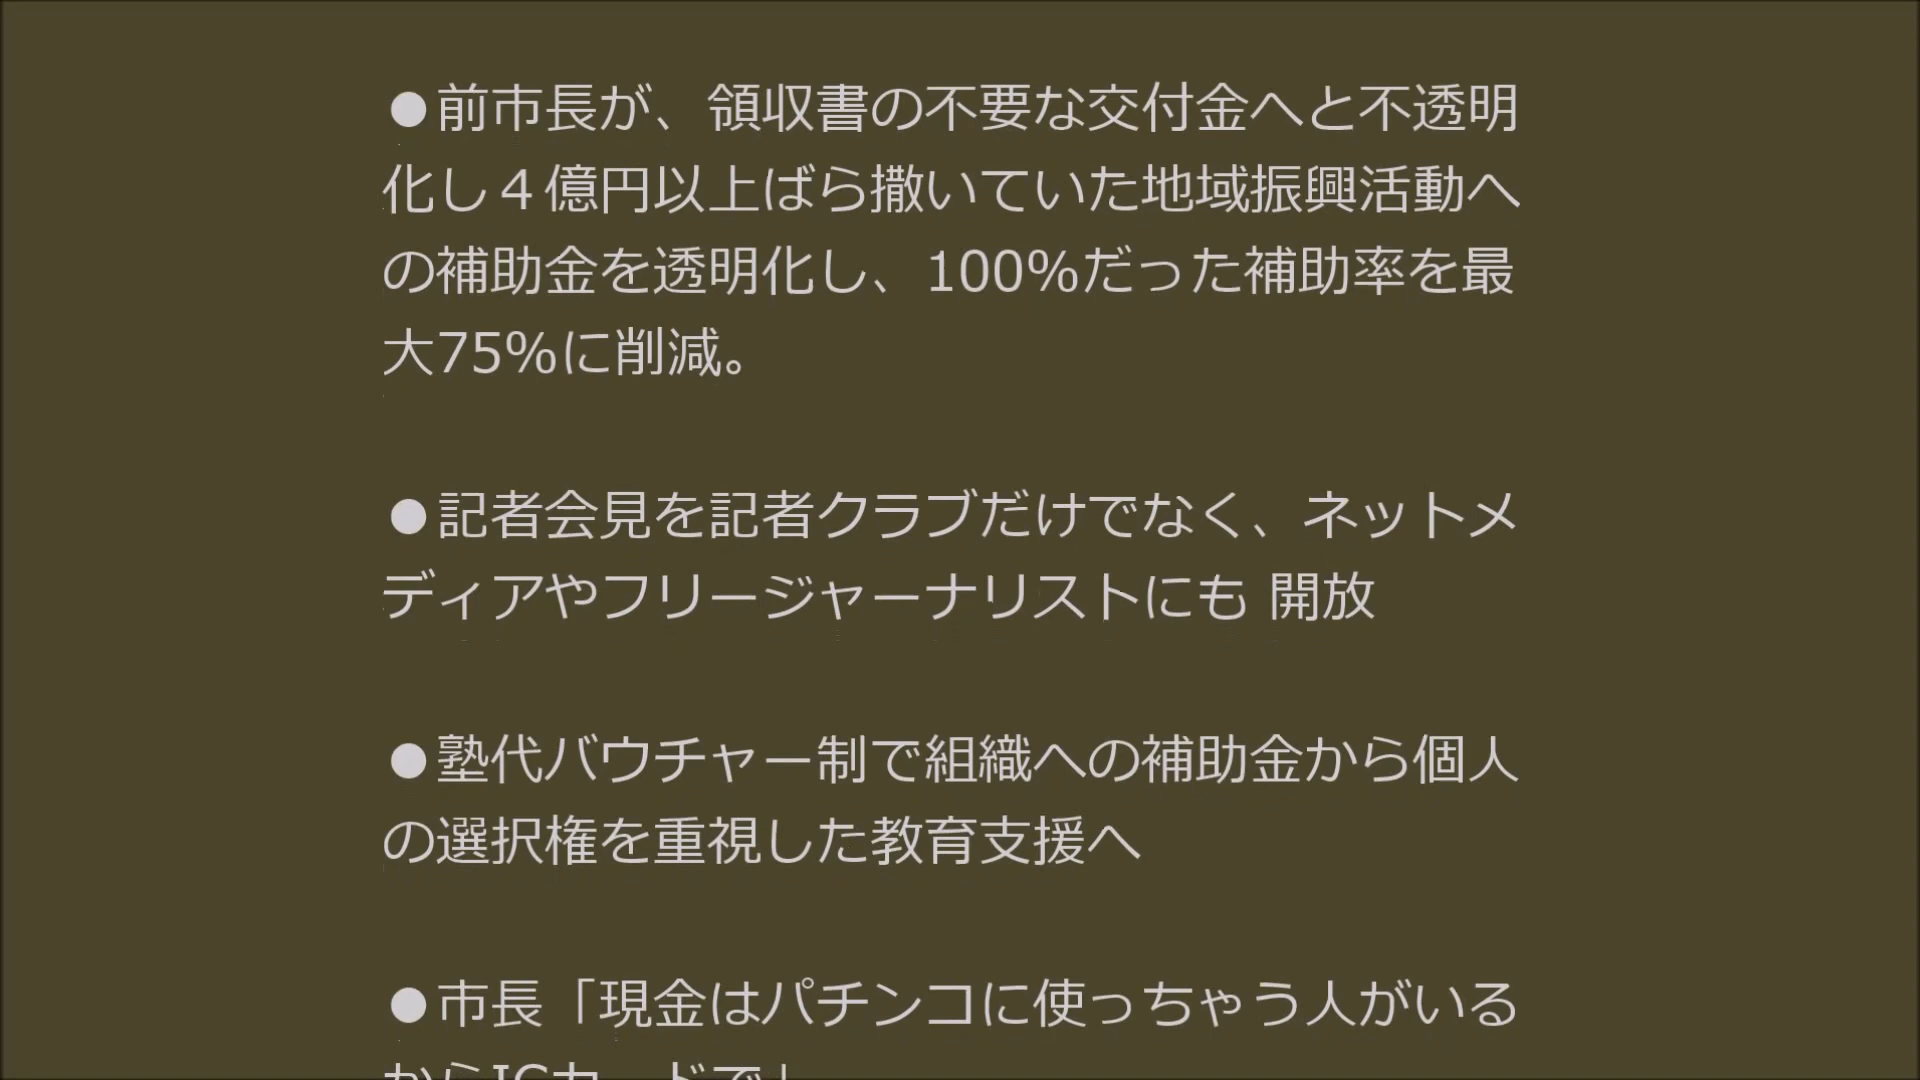 ●前市長が、領収書の不要な交付金へと不透明
化し４億円以上ばら撒いていた地域振興活動へ
の補助金を透明化し、100%だった補助率を最
大75%に削減。
●記者会見を記者クラブだけでなく、ネットメ
ディアやフリージャーナリストにも 開放
●塾代バウチャー制で組織への補助金から個人
の選択権を重視した教育支援へ
●市長「現金はパチンコに使っちゃう人がいる
からICカードで」